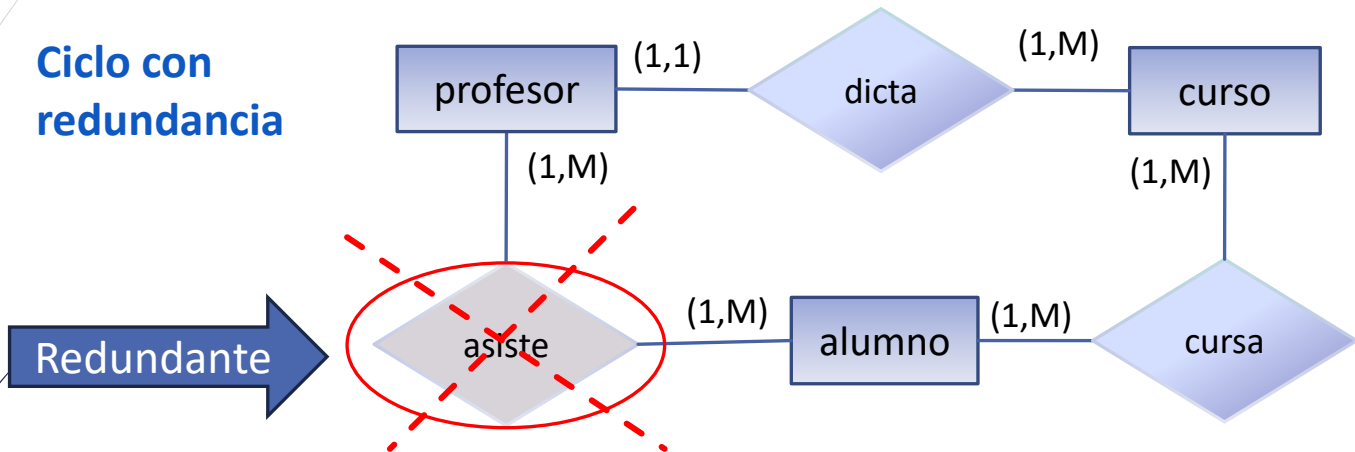 Ciclo con
redundancia
profesor
(1,1)
dicta
(1,M)
curso
(1,M)
(1,M)
Redundante
asiste
(1,M)
alumno
(1,M)
cursa